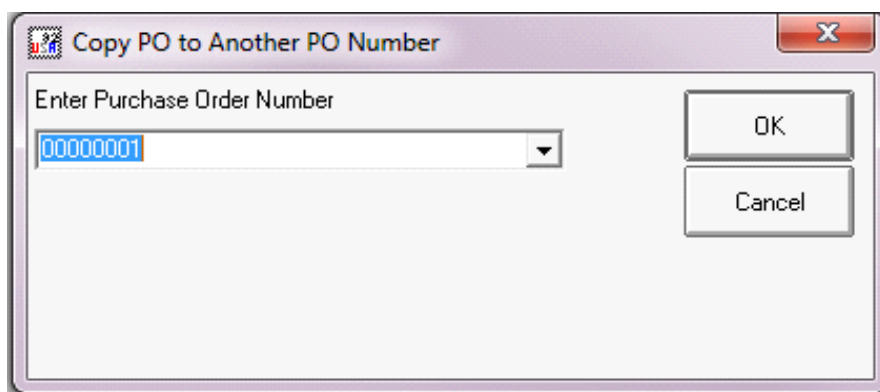 Copy PO to Another PO Number
Enter Purchase Order Number
00000001
OK
Cancel